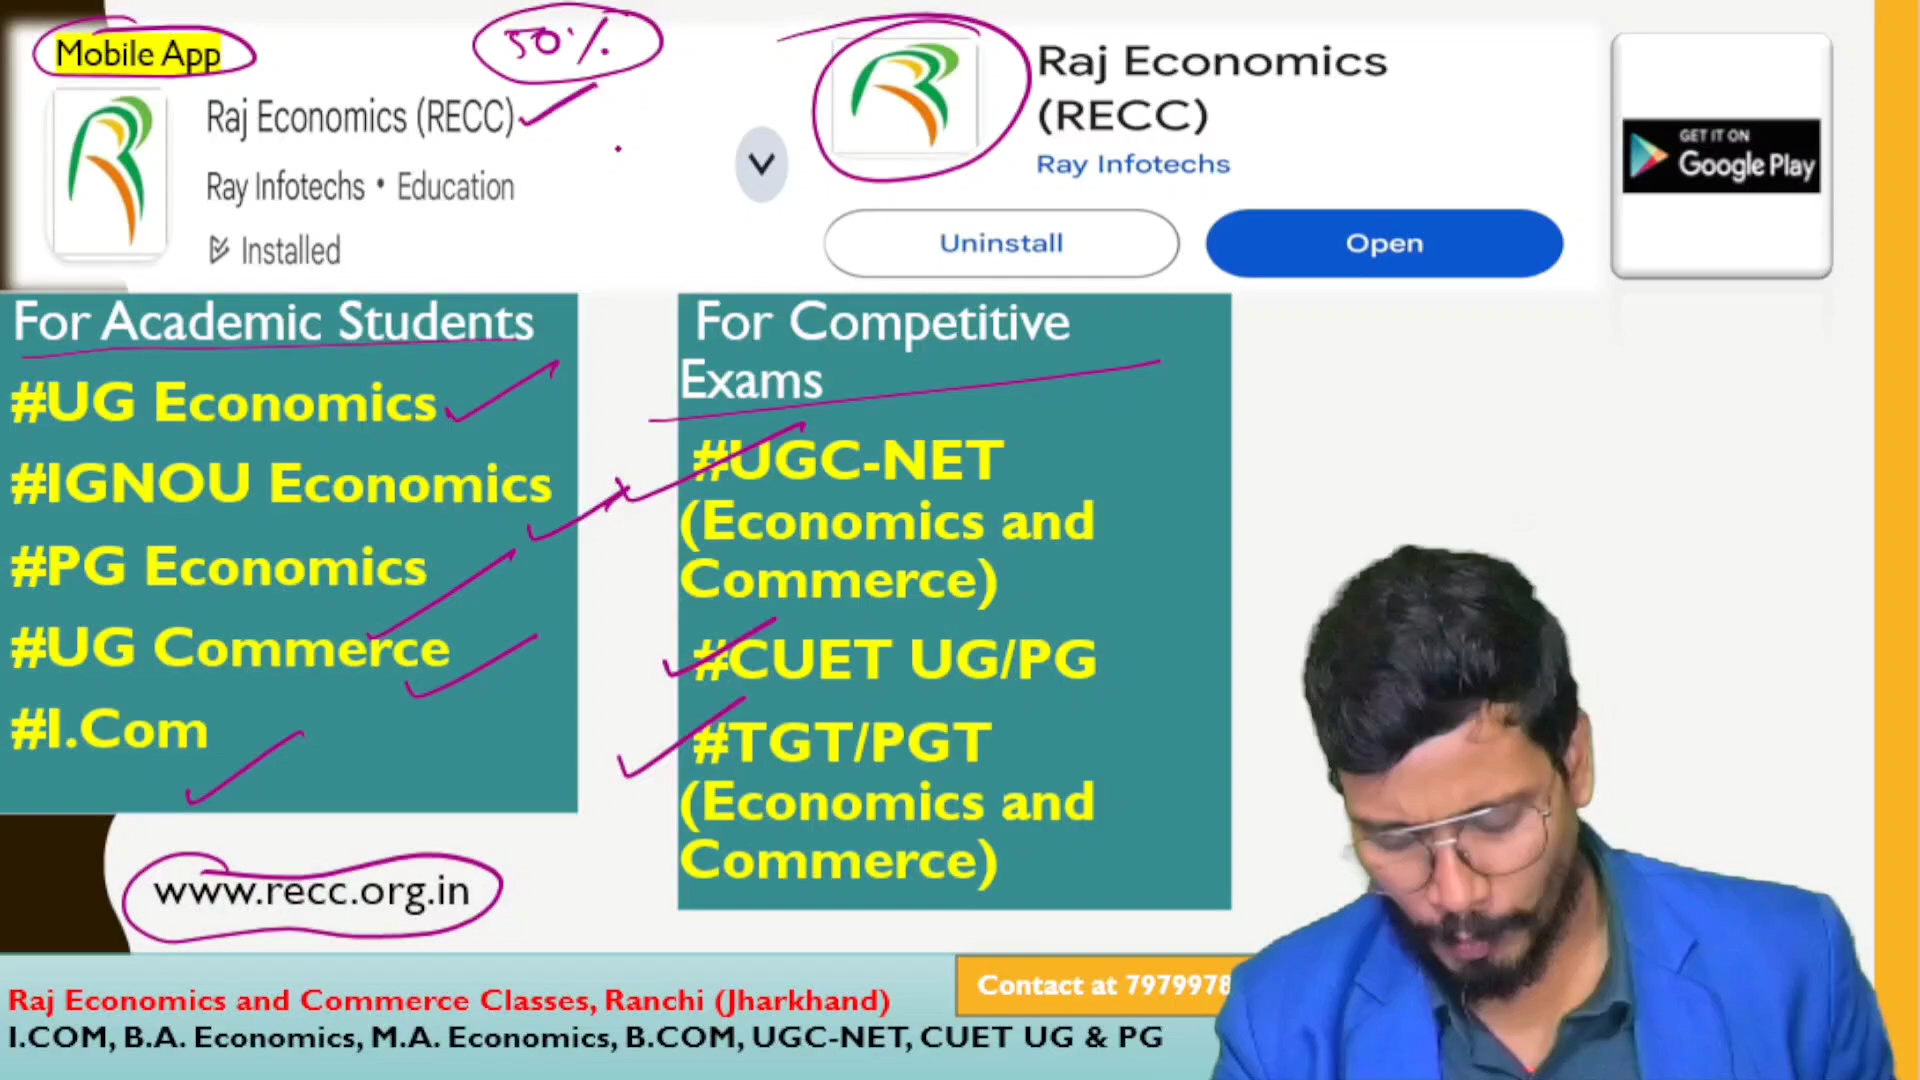 Mobile App
50%
Raj Economics (RECC)
Ray Infotechs • Education
Installed
Raj Economics
(RECC)
Ray Infotechs
Uninstall
Open
GET IT ON
Google Play
For Academic Students
#UG Economics
#IGNOU Economics
#PG Economics
#UG Commerce
#I.Com
For Competitive
Exams
#UGC-NET
(Economics and
Commerce)
#CUET UG/PG
#TGT/PGT
(Economics and
Commerce)
www.recc.org.in
Raj Economics and Commerce Classes, Ranchi (Jharkhand)
Contact at 7979978
I.COM, B.A. Economics, M.A. Economics, B.COM, UGC-NET, CUET UG & PG